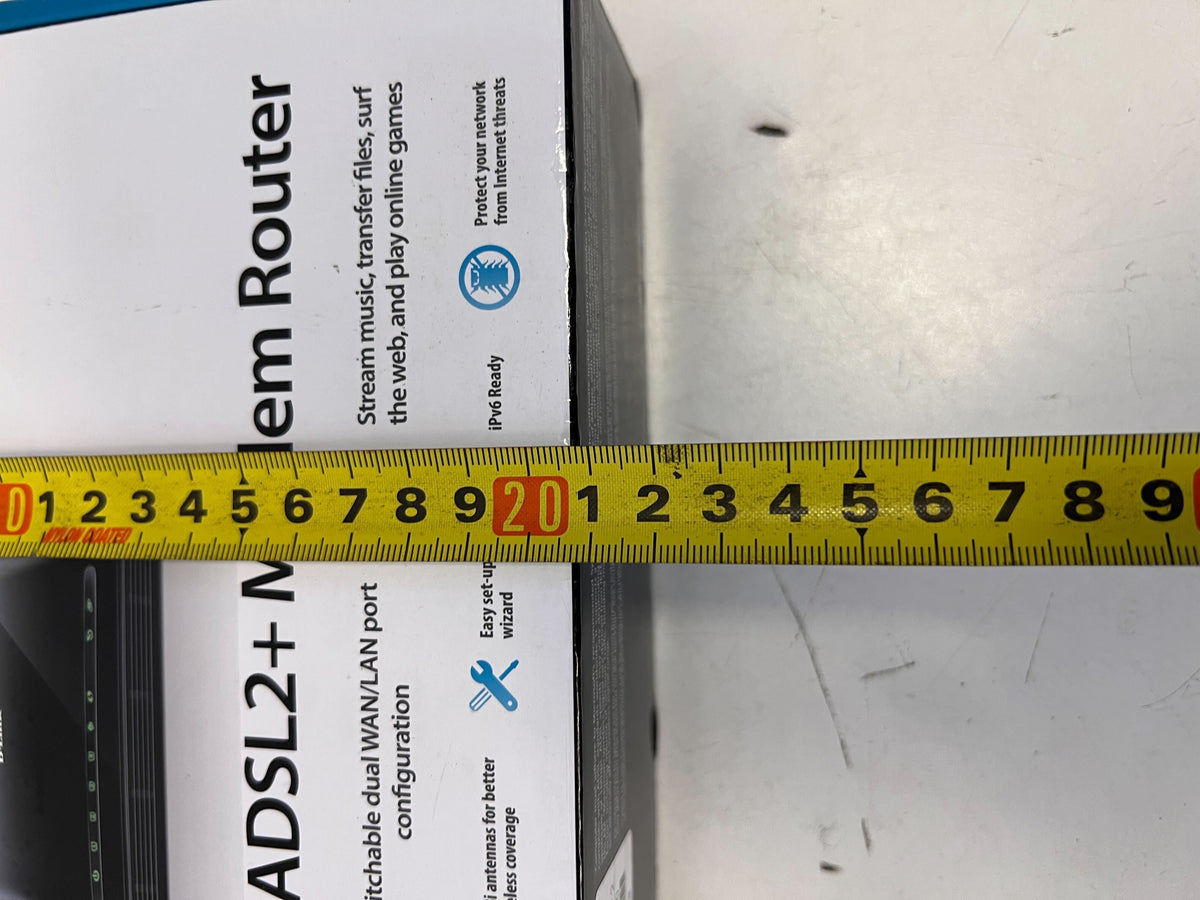 ADSL2+ M em Router
Stream music, transfer files, surf
the web, and play online games
itchable dual WAN/LAN port
configuration
Protect your network
from Internet threats
iPv6 Ready
Easy set-up
wizard
i antennas for better
less coverage
0 1 2 3 4 5 6 7 8 9 20 1 2 3 4 5 6 7 8 9
NYLON COATED